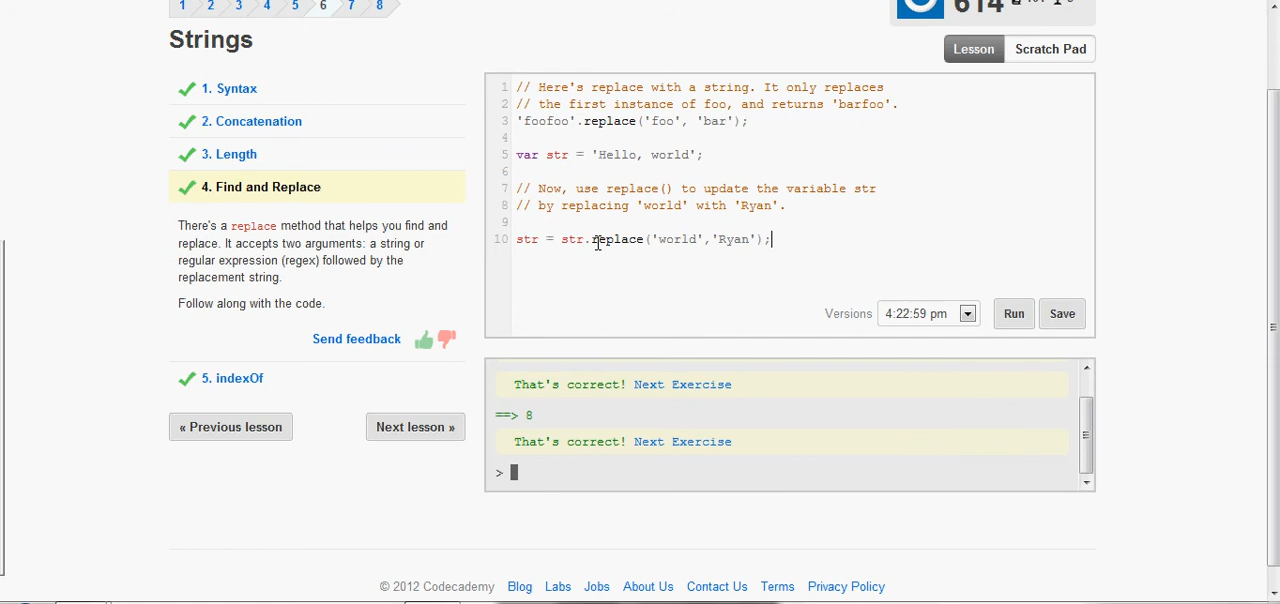 1 2 3 4 5 6 7 8
614
Strings
Lesson Scratch Pad
1. Syntax
2. Concatenation
3. Length
4. Find and Replace
There's a replace method that helps you find and
replace. It accepts two arguments: a string or
regular expression (regex) followed by the
replacement string.
Follow along with the code.
Send feedback
5. indexOf
« Previous lesson Next lesson »
1 // Here's replace with a string. It only replaces
2 // the first instance of foo, and returns 'barfoo'.
3 'foofoo'.replace('foo', 'bar');
4
5 var str = 'Hello, world';
6
7 // Now, use replace() to update the variable str
8 // by replacing 'world' with 'Ryan'.
9
10 str = str.replace('world','Ryan');
Versions 4:22:59 pm Run Save
That's correct! Next Exercise
==> 8
That's correct! Next Exercise
>
© 2012 Codecademy Blog Labs Jobs About Us Contact Us Terms Privacy Policy